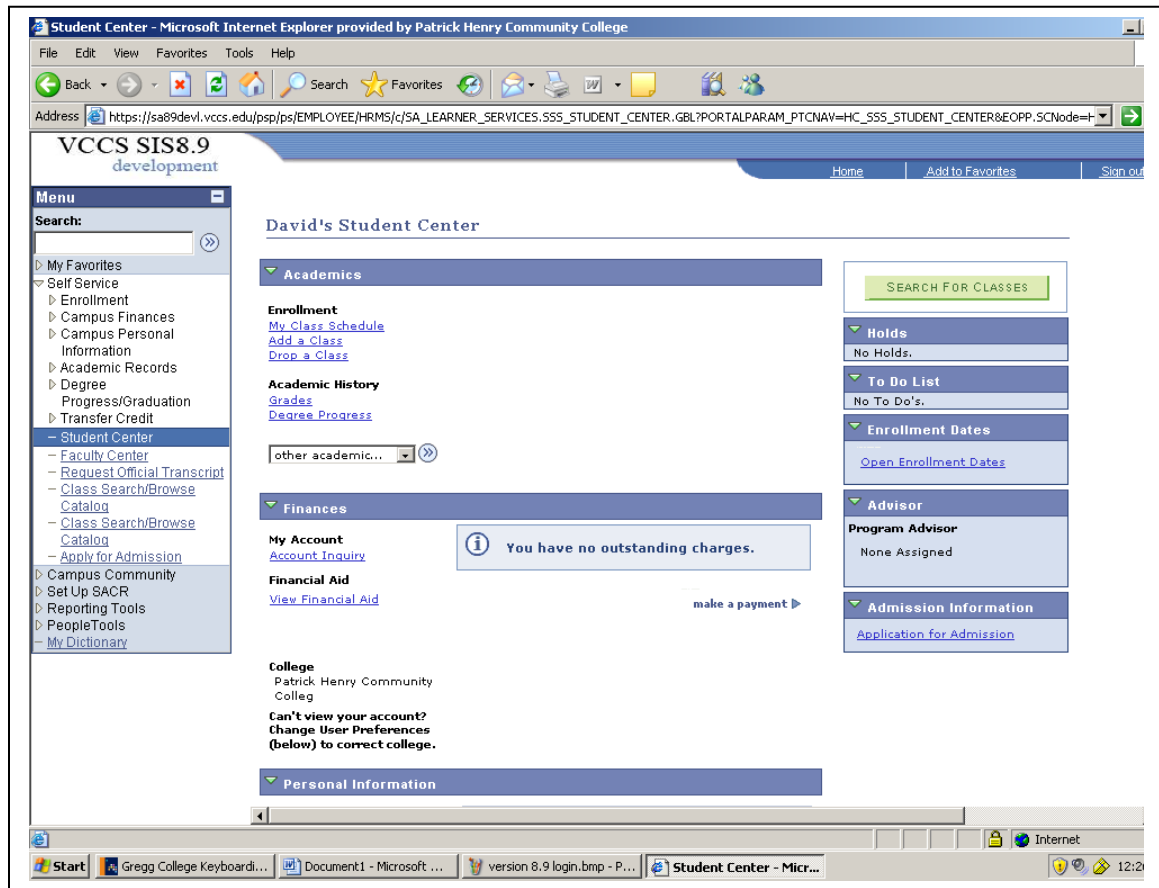 Student Center - Microsoft Internet Explorer provided by Patrick Henry Community College
File Edit View Favorites Tools Help
Back Search Favorites
Address https://sa89devl.vccs.edu/psp/ps/EMPLOYEE/HRMS/c/SA_LEARNER_SERVICES.SSS_STUDENT_CENTER.GBL?PORTALPARAM_PTCNAV=HC_SSS_STUDENT_CENTER&EOPP.SCNode=H
VCCS SIS8.9
development
Home Add to Favorites Sign out
Menu
Search:
My Favorites
Self Service
Enrollment
Campus Finances
Campus Personal
Information
Academic Records
Degree
Progress/Graduation
Transfer Credit
– Student Center
– Faculty Center
– Request Official Transcript
– Class Search/Browse
Catalog
– Class Search/Browse
Catalog
– Apply for Admission
Campus Community
Set Up SACR
Reporting Tools
PeopleTools
– My Dictionary
David's Student Center
Academics
Enrollment
My Class Schedule
Add a Class
Drop a Class
Academic History
Grades
Degree Progress
other academic...
Finances
My Account
Account Inquiry
You have no outstanding charges.
Financial Aid
View Financial Aid
make a payment
College
Patrick Henry Community
Colleg
Can't view your account?
Change User Preferences
(below) to correct college.
Personal Information
SEARCH FOR CLASSES
Holds
No Holds.
To Do List
No To Do's.
Enrollment Dates
Open Enrollment Dates
Advisor
Program Advisor
None Assigned
Admission Information
Application for Admission
Internet
Start Gregg College Keyboardi... Document1 - Microsoft ... version 8.9 login.bmp - P... Student Center - Micr...